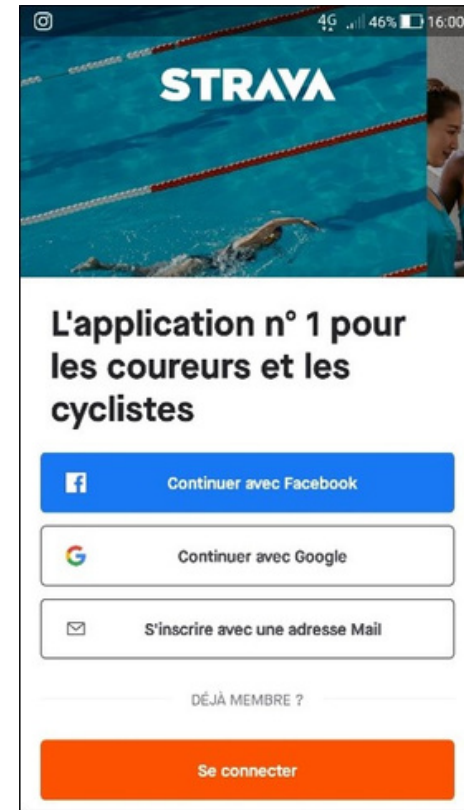 4G 46% 16:00
STRAVA
L'application n° 1 pour
les coureurs et les
cyclistes
Continuer avec Facebook
Continuer avec Google
S'inscrire avec une adresse Mail
DÉJÀ MEMBRE ?
Se connecter